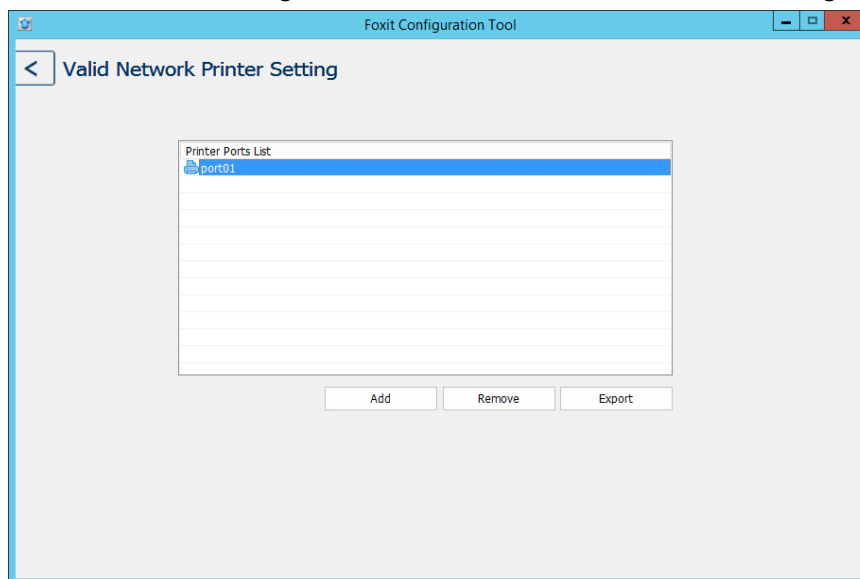 Foxit Configuration Tool
< Valid Network Printer Setting
Printer Ports List
port01
Add Remove Export